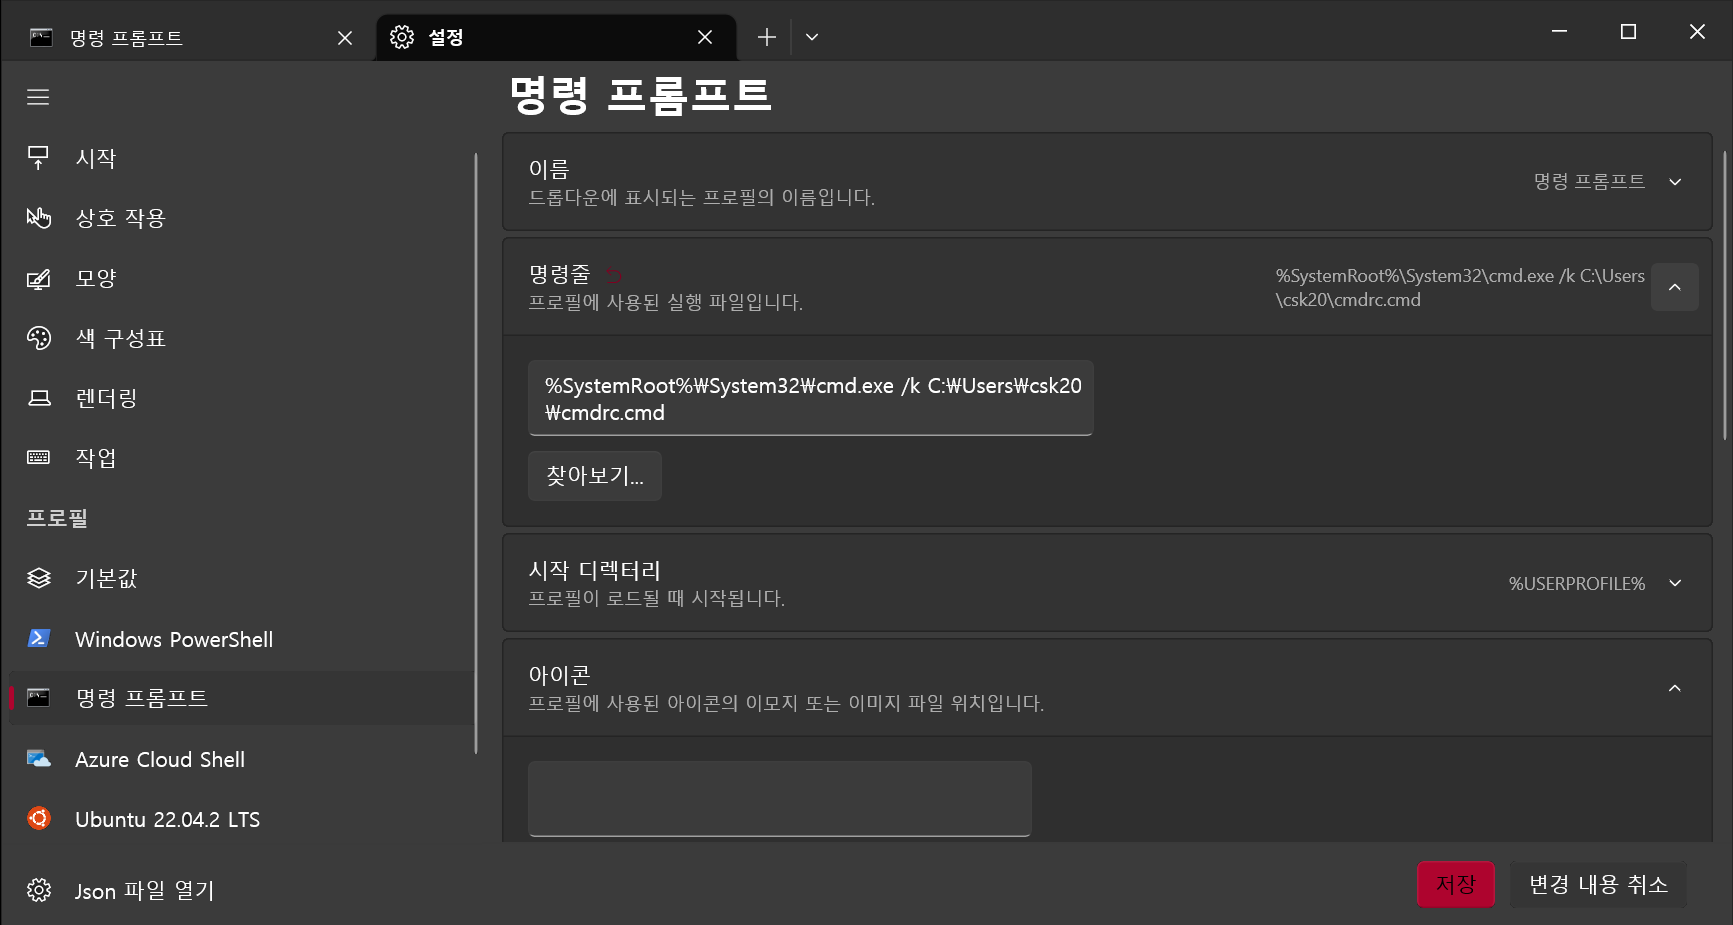 명령 프롬프트
설정
시작
상호 작용
모양
색 구성표
렌더링
작업
프로필
기본값
Windows PowerShell
명령 프롬프트
Azure Cloud Shell
Ubuntu 22.04.2 LTS
Json 파일 열기
명령 프롬프트
이름
드롭다운에 표시되는 프로필의 이름입니다.
명령 프롬프트
명령줄
프로필에 사용된 실행 파일입니다.
%SystemRoot%\System32\cmd.exe /k C:\Users
\csk20\cmdrc.cmd
%SystemRoot%₩System32₩cmd.exe /k C:₩Users₩csk20
₩cmdrc.cmd
찾아보기...
시작 디렉터리
프로필이 로드될 때 시작됩니다.
%USERPROFILE%
아이콘
프로필에 사용된 아이콘의 이모지 또는 이미지 파일 위치입니다.
저장
변경 내용 취소